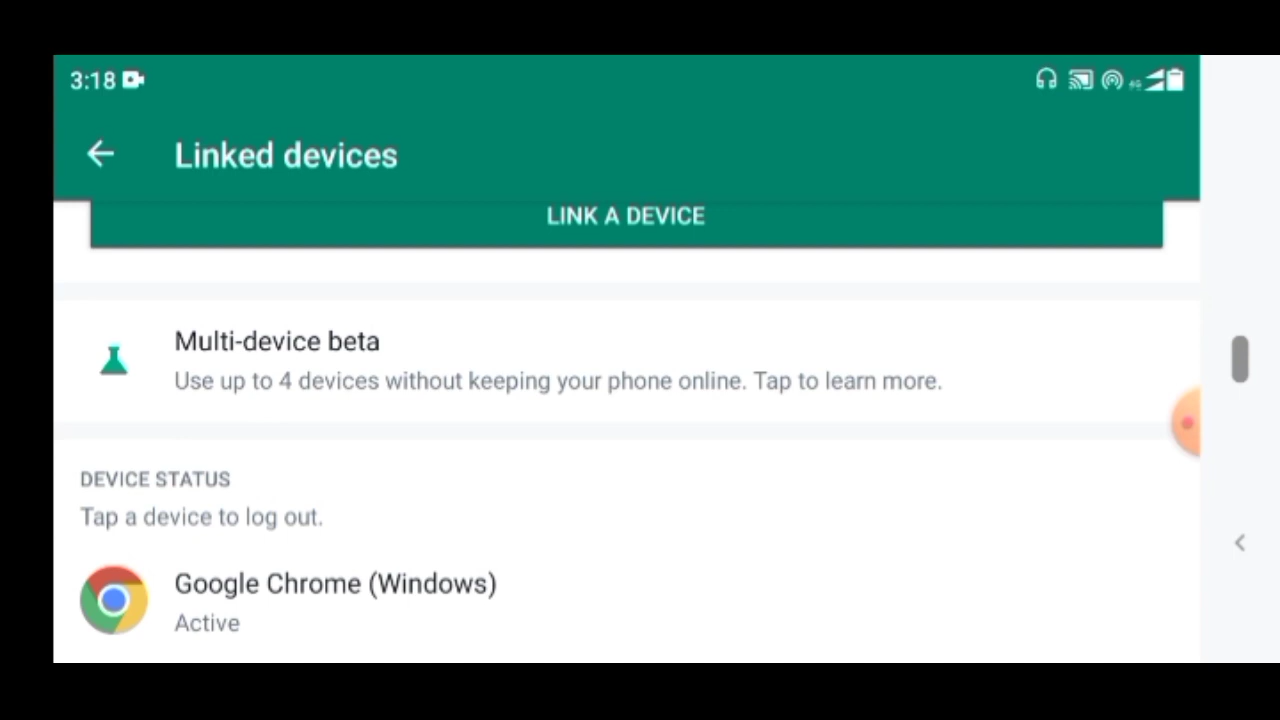 3:18
Linked devices
LINK A DEVICE
Multi-device beta
Use up to 4 devices without keeping your phone online. Tap to learn more.
DEVICE STATUS
Tap a device to log out.
Google Chrome (Windows)
Active